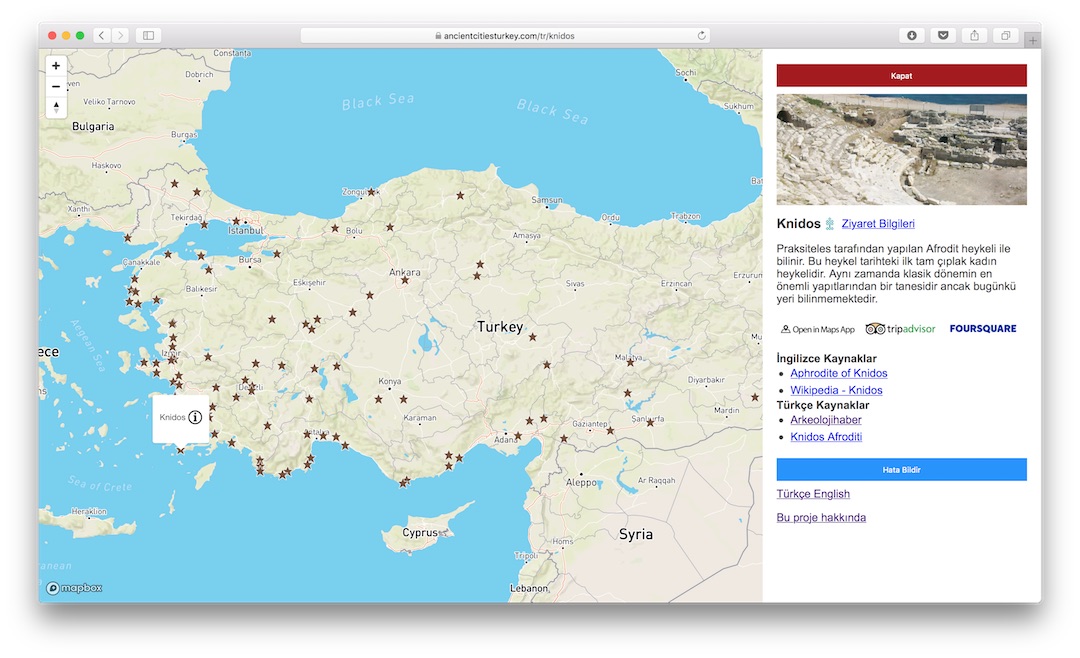 ancientcitiesturkey.com/tr/knidos
Constanța
Sochi
Dobrich
Black Sea
Black Sea
Sukhum
Veliko Tarnovo
Bulgaria
Burgas
Haskovo
Zonguldak
Samsun
Xanthi
Tekirdağ
Ordu
Trabzon
Istanbul
Bolu
Amasya
Çanakkale
Bursa
Ankara
Erzurum
Balıkesir
Eskişehir
Sivas
Erzincan
Aegean Sea
Turkey
İzmir
Malatya
Denizli
Konya
Diyarbakır
Karaman
Mardin
Knidos
Antalya
Adana
Şanlıurfa
Gaziantep
Aleppo
Ar Raqqah
Sea of Crete
Heraklion
Cyprus
Syria
Homs
Tripoli
Lebanon
mapbox
Kapat
Knidos Ziyaret Bilgileri
Praksiteles tarafından yapılan Afrodit heykeli ile
bilinir. Bu heykel tarihteki ilk tam çıplak kadın
heykelidir. Aynı zamanda klasik dönemin en
önemli yapıtlarından bir tanesidir ancak bugünkü
yeri bilinmemektedir.
Open in Maps App tripadvisor FOURSQUARE
İngilizce Kaynaklar
Aphrodite of Knidos
Wikipedia - Knidos
Türkçe Kaynaklar
Arkeolojihaber
Knidos Afroditi
Hata Bildir
Türkçe English
Bu proje hakkında